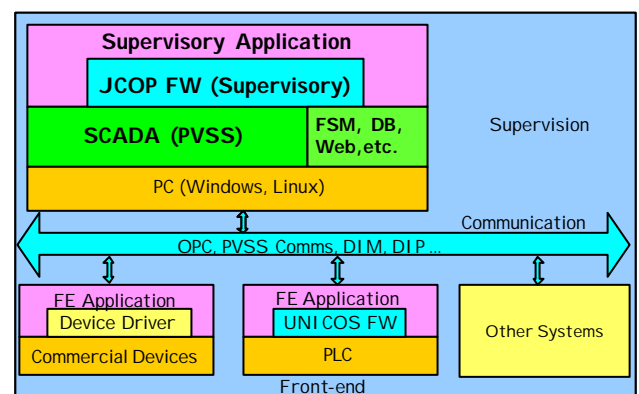 Supervisory Application
JCOP FW (Supervisory)
SCADA (PVSS)
FSM, DB,
Web,etc.
Supervision
PC (Windows, Linux)
Communication
OPC, PVSS Comms, DIM, DIP ...
FE Application
Device Driver
Commercial Devices
FE Application
UNICOS FW
PLC
Other Systems
Front-end